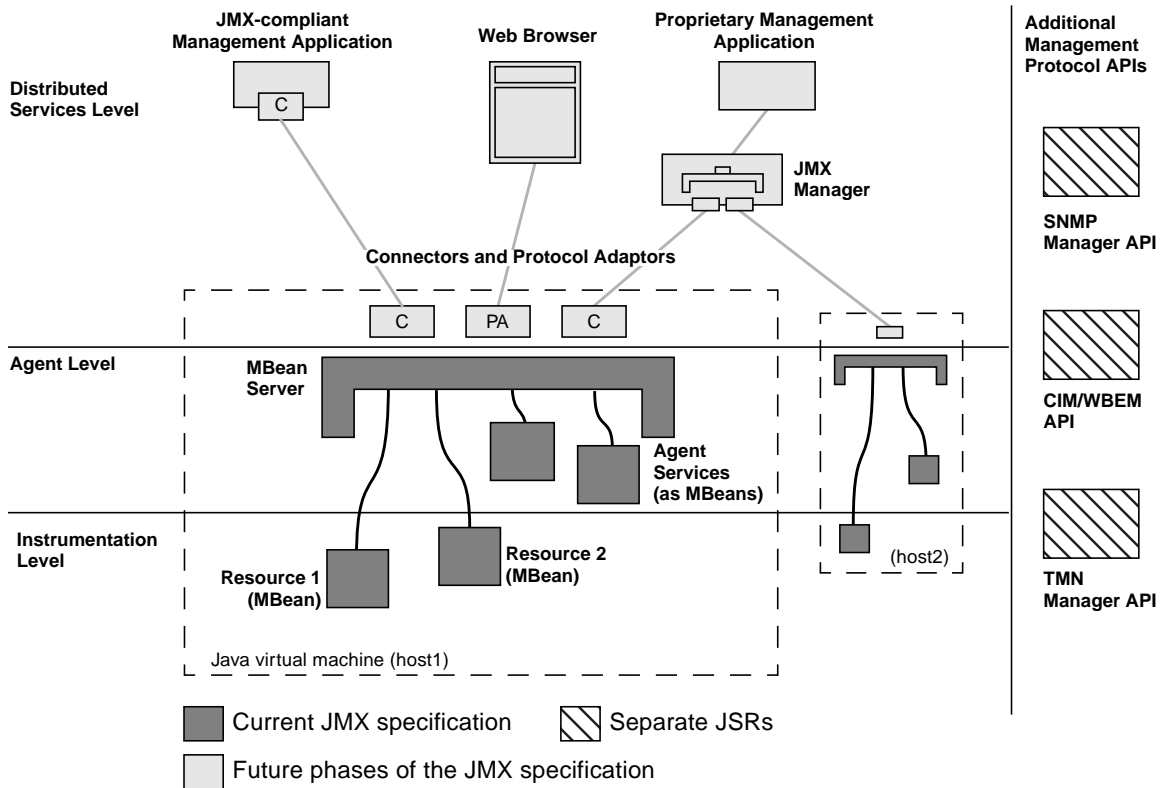 JMX-compliant
Management Application
Web Browser
Proprietary Management
Application
Additional
Management
Protocol APIs
Distributed
Services Level
C
JMX
Manager
SNMP
Manager API
Connectors and Protocol Adaptors
C
PA
C
Agent Level
MBean
Server
CIM/WBEM
API
Agent
Services
(as MBeans)
Instrumentation
Level
Resource 1
(MBean)
Resource 2
(MBean)
(host2)
TMN
Manager API
Java virtual machine (host1)
Current JMX specification
Separate JSRs
Future phases of the JMX specification